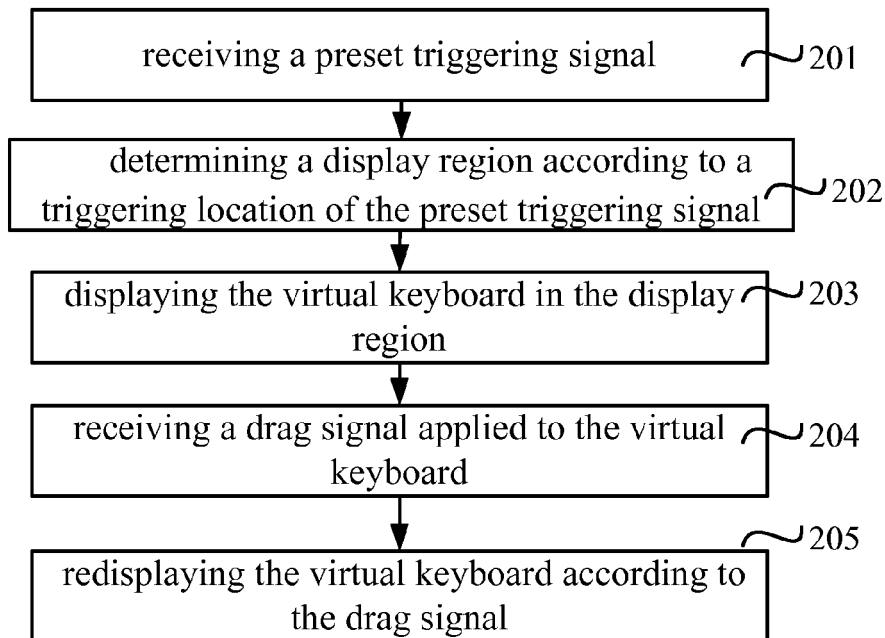 receiving a preset triggering signal
201
determining a display region according to a
triggering location of the preset triggering signal
202
displaying the virtual keyboard in the display
region
203
receiving a drag signal applied to the virtual
keyboard
204
redisplaying the virtual keyboard according to
the drag signal
205